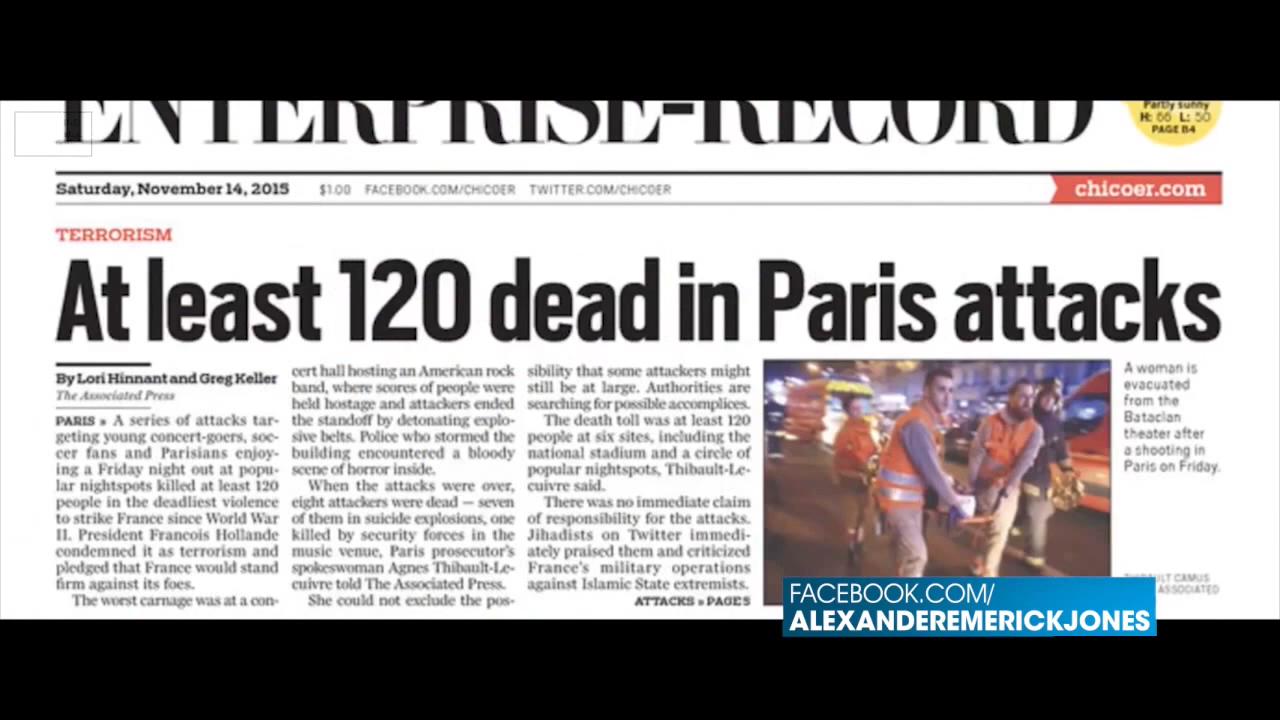 ENTERPRISE-RECORD
Partly sunny
H: 66 L: 50
PAGE B4
Saturday, November 14, 2015 $1.00 FACEBOOK.COM/CHICOER TWITTER.COM/CHICOER chicoer.com
TERRORISM
At least 120 dead in Paris attacks
By Lori Hinnant and Greg Keller
The Associated Press
PARIS » A series of attacks tar-
geting young concert-goers, soc-
cer fans and Parisians enjoy-
ing a Friday night out at popu-
lar nightspots killed at least 120
people in the deadliest violence
to strike France since World War
II. President Francois Hollande
condemned it as terrorism and
pledged that France would stand
firm against its foes.
The worst carnage was at a con-
cert hall hosting an American rock
band, where scores of people were
held hostage and attackers ended
the standoff by detonating explo-
sive belts. Police who stormed the
building encountered a bloody
scene of horror inside.
When the attacks were over,
eight attackers were dead — seven
of them in suicide explosions, one
killed by security forces in the
music venue, Paris prosecutor's
spokeswoman Agnes Thibault-Le-
cuivre told The Associated Press.
She could not exclude the pos-
sibility that some attackers might
still be at large. Authorities are
searching for possible accomplices.
The death toll was at least 120
people at six sites, including the
national stadium and a circle of
popular nightspots, Thibault-Le-
cuivre said.
There was no immediate claim
of responsibility for the attacks.
Jihadists on Twitter immedi-
ately praised them and criticized
France's military operations
against Islamic State extremists.
ATTACKS » PAGE 5
A woman is
evacuated
from the
Bataclan
theater after
a shooting in
Paris on Friday.
CAMUS
ASSOCIATED
FACEBOOK.COM/
ALEXANDEREMERICKJONES